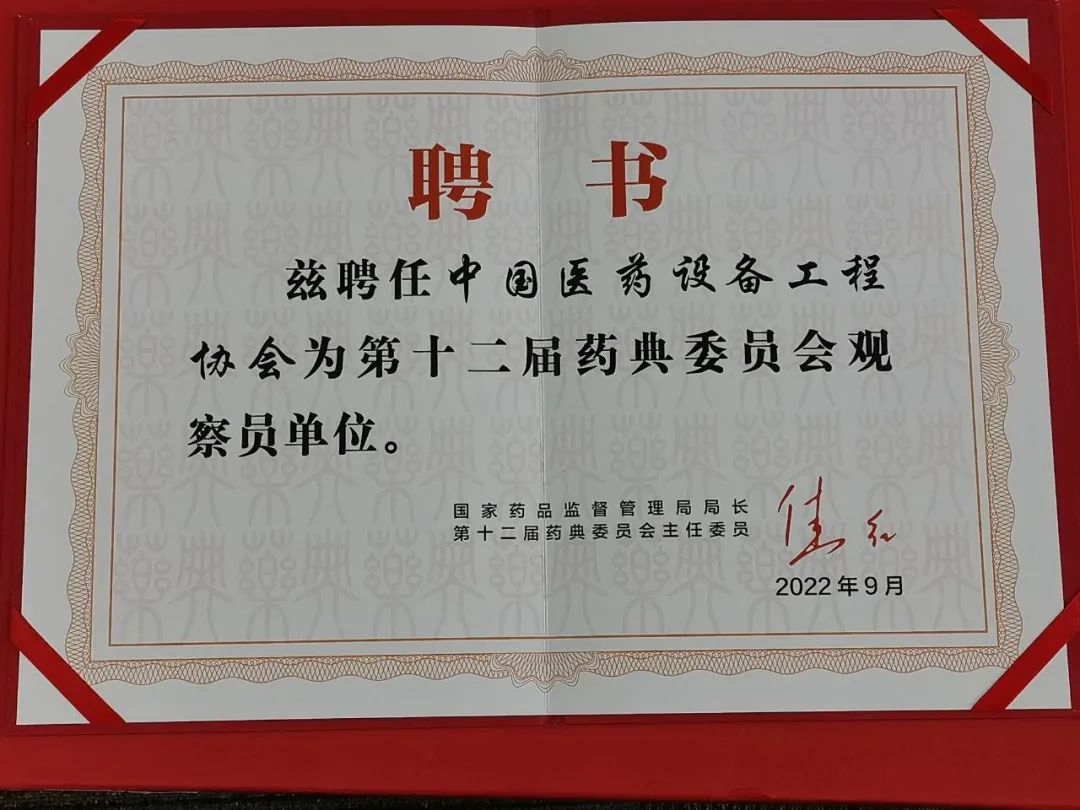 聘书
兹聘任中国医药设备工程
协会为第十二届药典委员会观
察员单位。
国家药品监督管理局局长
第十二届药典委员会主任委员
2022年9月